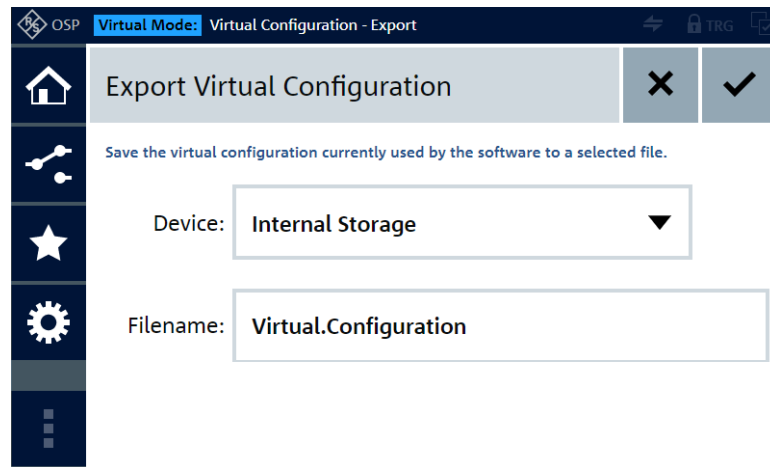 R&S OSP Virtual Mode: Virtual Configuration - Export TRG
Export Virtual Configuration
Save the virtual configuration currently used by the software to a selected file.
Device: Internal Storage
Filename: Virtual.Configuration